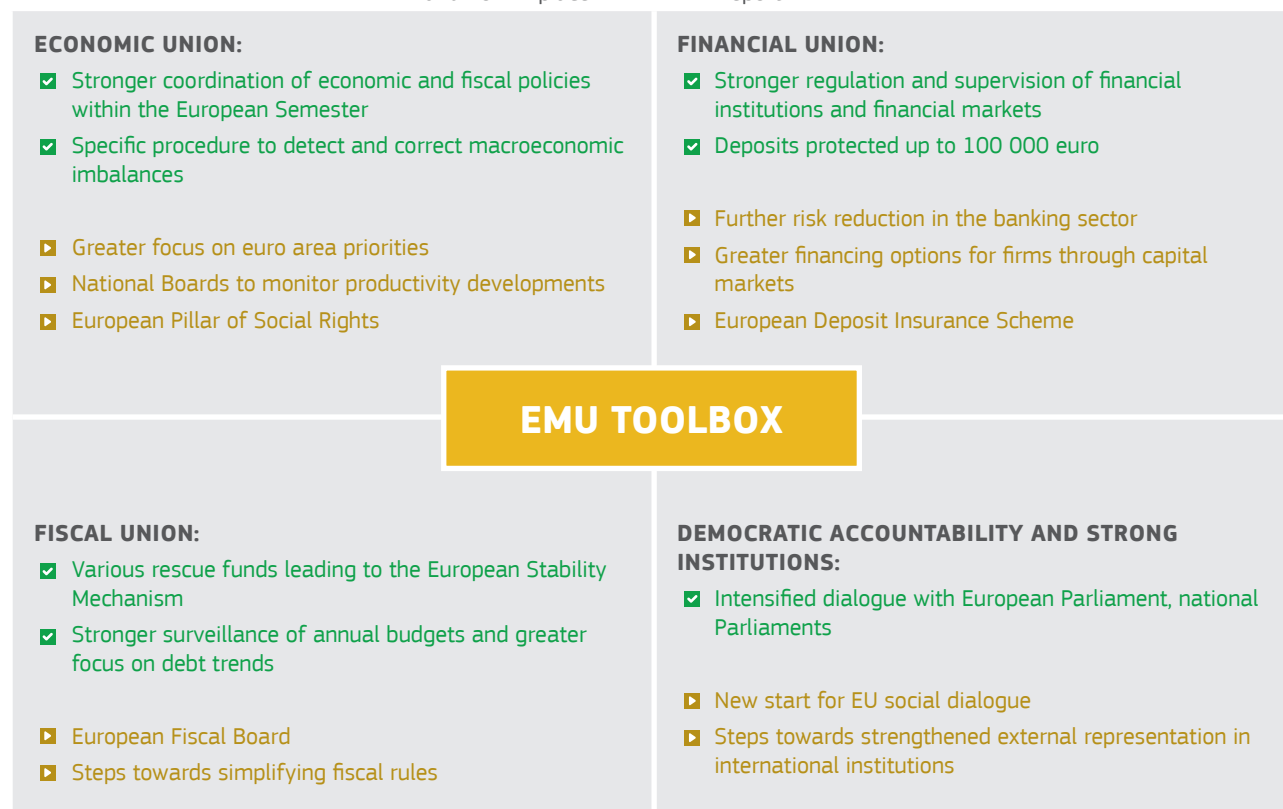 ECONOMIC UNION:
Stronger coordination of economic and fiscal policies
within the European Semester
Specific procedure to detect and correct macroeconomic
imbalances
Greater focus on euro area priorities
National Boards to monitor productivity developments
European Pillar of Social Rights
FINANCIAL UNION:
Stronger regulation and supervision of financial
institutions and financial markets
Deposits protected up to 100 000 euro
Further risk reduction in the banking sector
Greater financing options for firms through capital
markets
European Deposit Insurance Scheme
EMU TOOLBOX
FISCAL UNION:
Various rescue funds leading to the European Stability
Mechanism
Stronger surveillance of annual budgets and greater
focus on debt trends
European Fiscal Board
Steps towards simplifying fiscal rules
DEMOCRATIC ACCOUNTABILITY AND STRONG
INSTITUTIONS:
Intensified dialogue with European Parliament, national
Parliaments
New start for EU social dialogue
Steps towards strengthened external representation in
international institutions